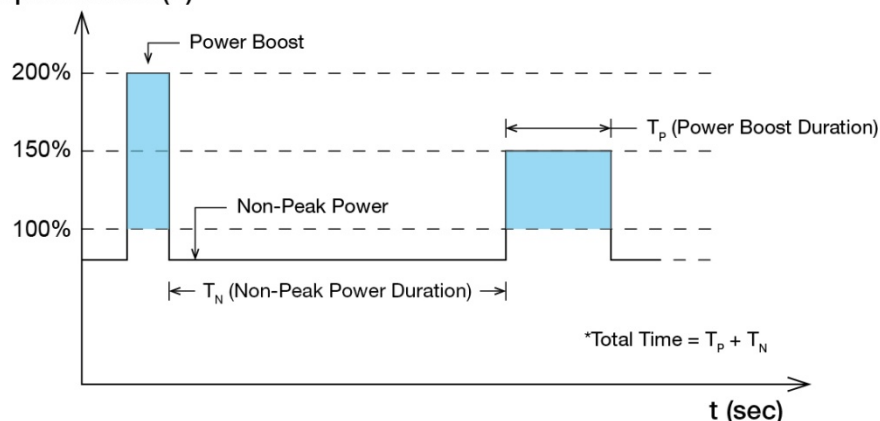 Power Boost
200%
T_P (Power Boost Duration)
150%
Non-Peak Power
100%
T_N (Non-Peak Power Duration)
*Total Time = T_P + T_N
t (sec)